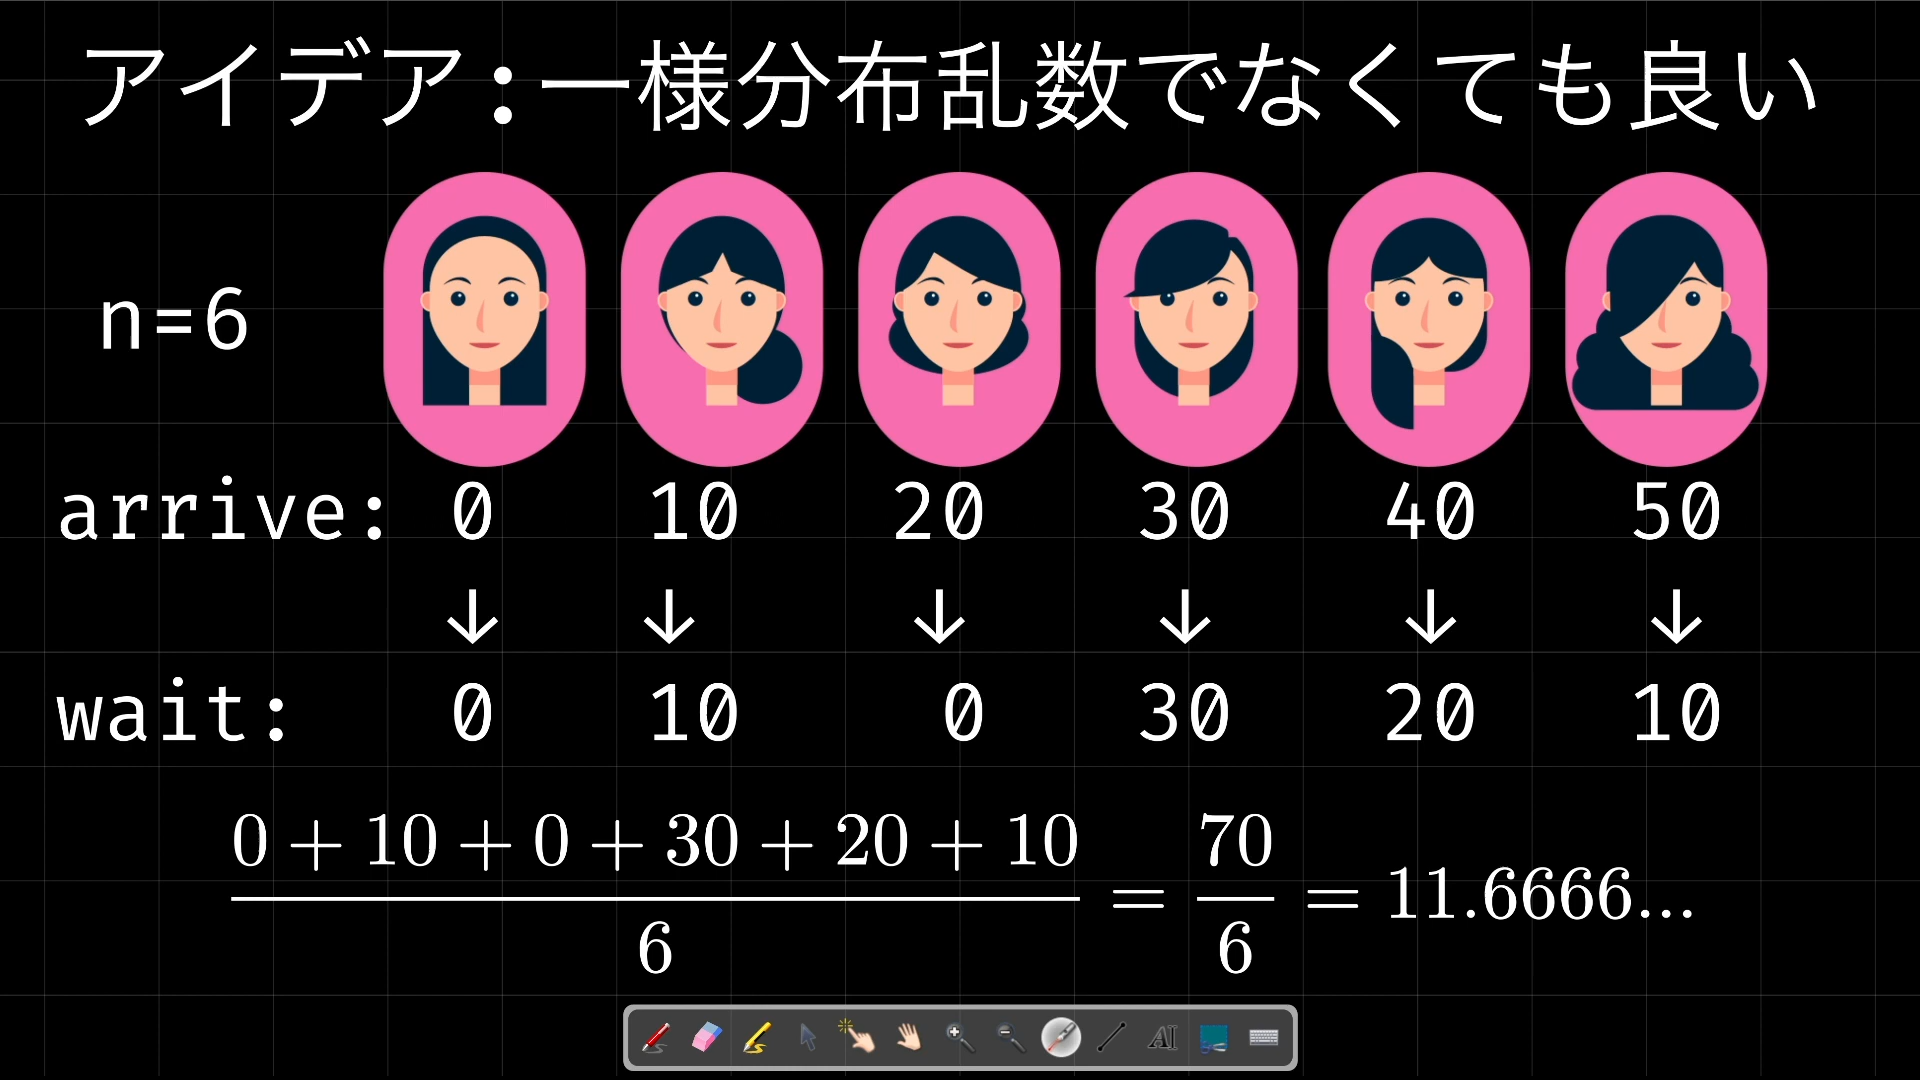 アイデア:一様分布乱数でなくても良い
n=6
arrive: 0 10 20 30 40 50
↓ ↓ ↓ ↓ ↓ ↓
wait: 0 10 0 30 20 10
0 + 10 + 0 + 30 + 20 + 10 / 6 = 70 / 6 = 11.6666...
AI